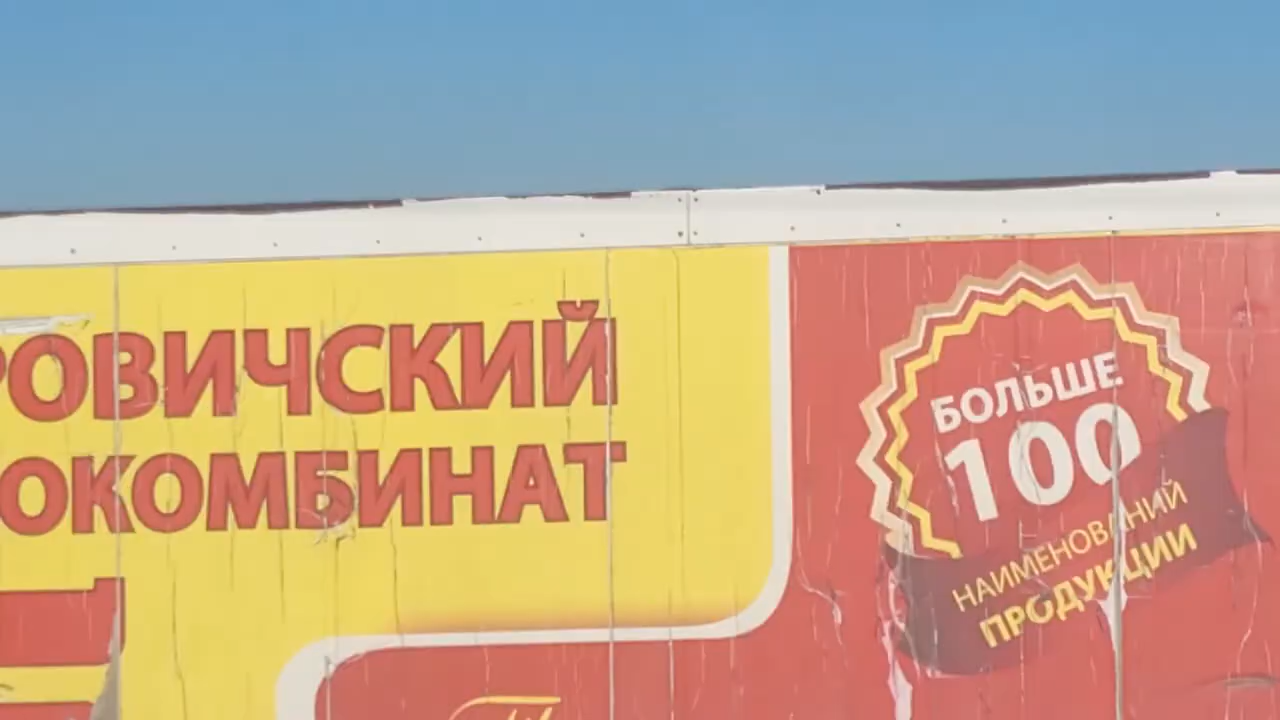 РОВИЧСКИЙ
ОКОМБИНАТ
БОЛЬШЕ
100
НАИМЕНОВАНИЙ
ПРОДУКЦИИ